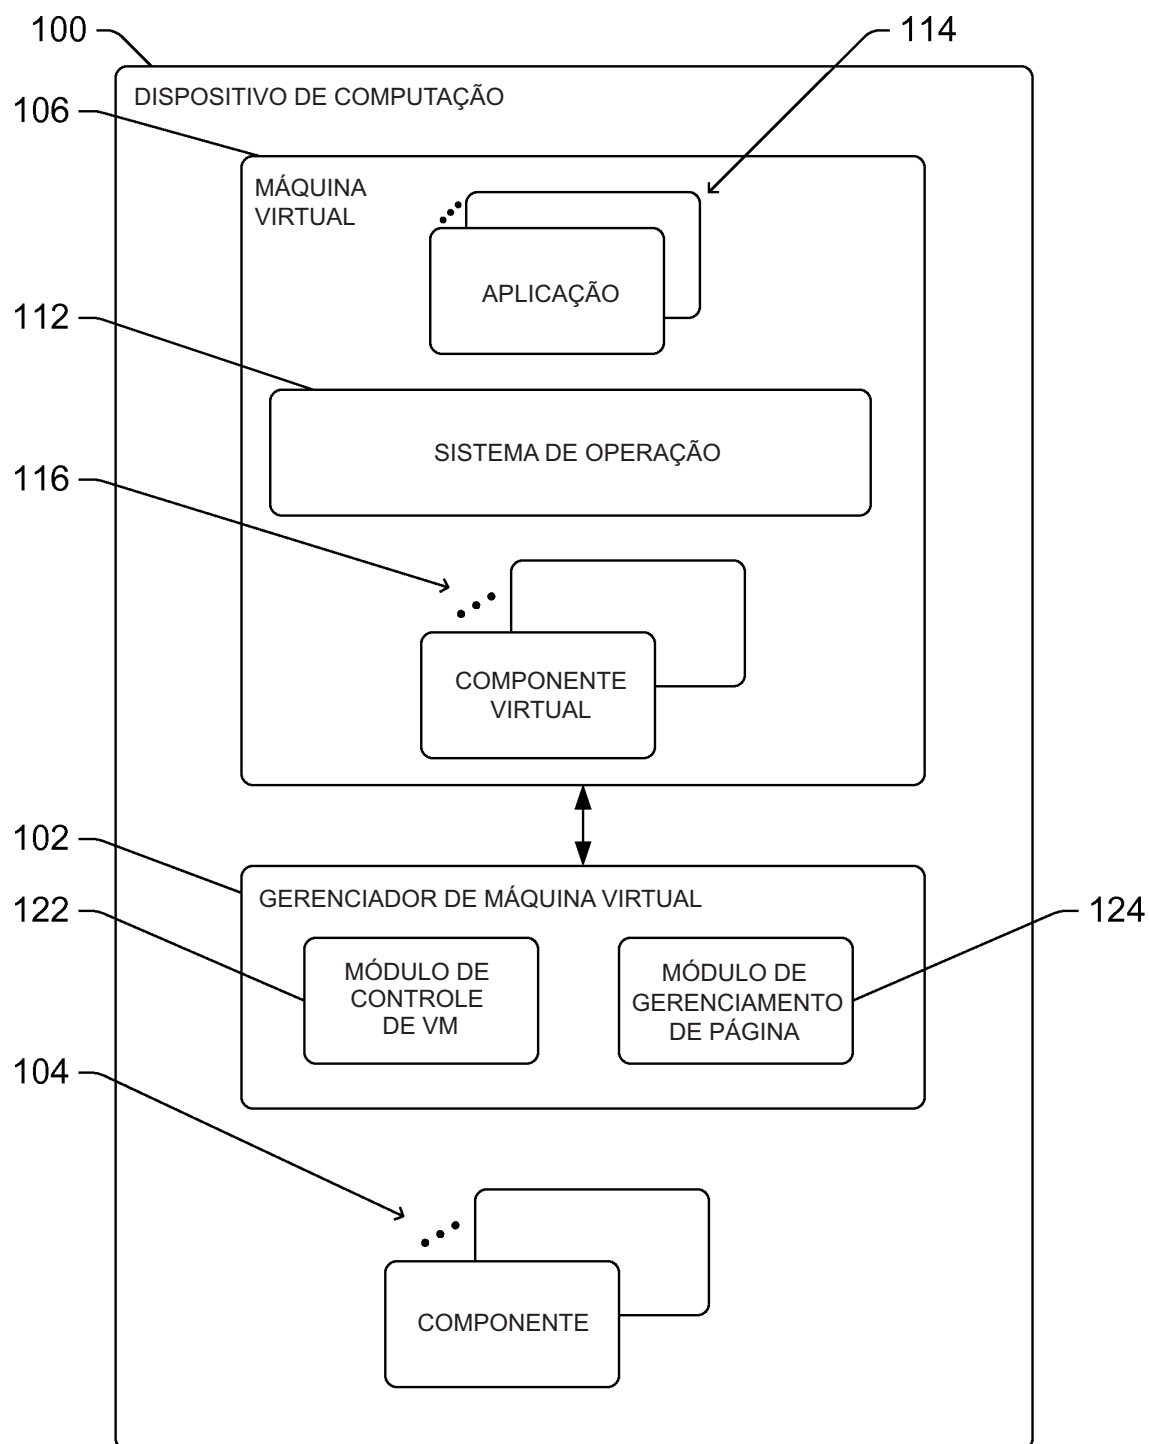 100
114
DISPOSITIVO DE COMPUTAÇÃO
106
MÁQUINA
VIRTUAL
APLICAÇÃO
112
SISTEMA DE OPERAÇÃO
116
COMPONENTE
VIRTUAL
102
GERENCIADOR DE MÁQUINA VIRTUAL
122
124
MÓDULO DE
CONTROLE
DE VM
MÓDULO DE
GERENCIAMENTO
DE PÁGINA
104
COMPONENTE